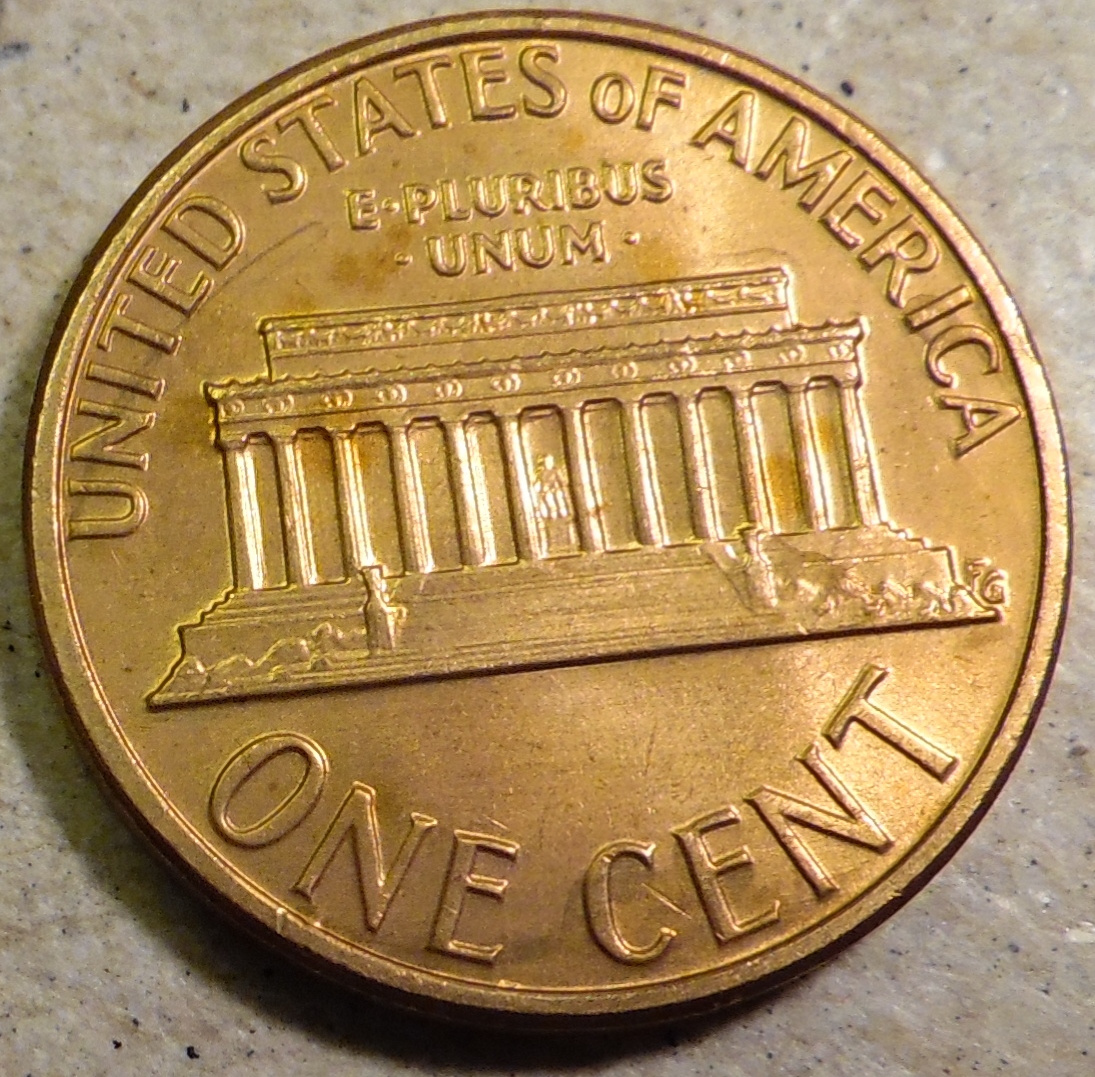 UNITED STATES OF AMERICA
E·PLURIBUS
· UNUM ·
FG
ONE CENT